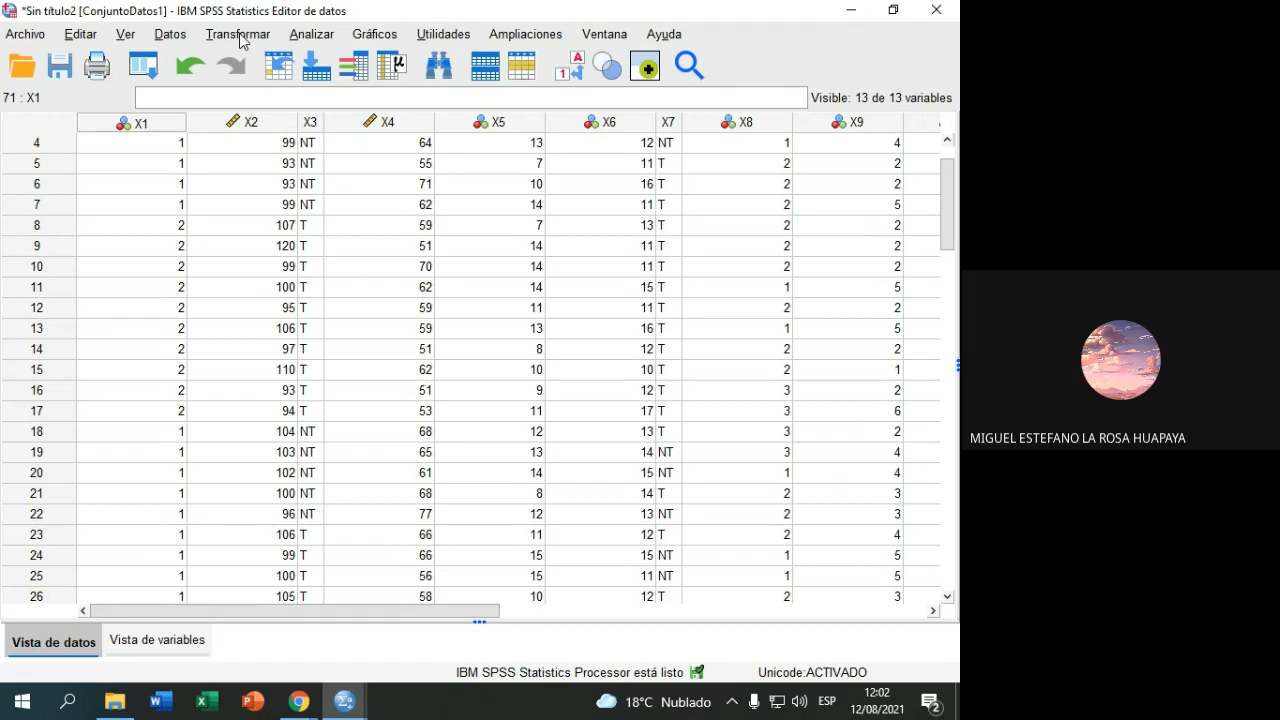 *Sin título2 [ConjuntoDatos1] - IBM SPSS Statistics Editor de datos
Archivo Editar Ver Datos Transformar Analizar Gráficos Utilidades Ampliaciones Ventana Ayuda
71 : X1 Visible: 13 de 13 variables
X1 X2 X3 X4 X5 X6 X7 X8 X9
4 1 99 NT 64 13 12 NT 1 4
5 1 93 NT 55 7 11 T 2 2
6 1 93 NT 71 10 16 T 2 2
7 1 99 NT 62 14 11 T 2 5
8 2 107 T 59 7 13 T 2 2
9 2 120 T 51 14 11 T 2 2
10 2 99 T 70 14 11 T 2 2
11 2 100 T 62 14 15 T 1 5
12 2 95 T 59 11 11 T 2 2
13 2 106 T 59 13 16 T 1 5
14 2 97 T 51 8 12 T 2 2
15 2 110 T 62 10 10 T 2 1
16 2 93 T 51 9 12 T 3 2
17 2 94 T 53 11 17 T 3 6
18 1 104 NT 68 12 13 T 3 2
19 1 103 NT 65 13 14 NT 3 4
20 1 102 NT 61 14 15 NT 1 4
21 1 100 NT 68 8 14 T 2 3
22 1 96 NT 77 12 13 NT 2 3
23 1 106 T 66 11 12 T 2 4
24 1 99 T 66 15 15 NT 1 5
25 1 100 T 56 15 11 NT 1 5
26 1 105 T 58 10 12 T 2 3
Vista de datos Vista de variables
IBM SPSS Statistics Processor está listo Unicode:ACTIVADO
MIGUEL ESTEFANO LA ROSA HUAPAYA
18°C Nublado ESP 12:02
12/08/2021 2